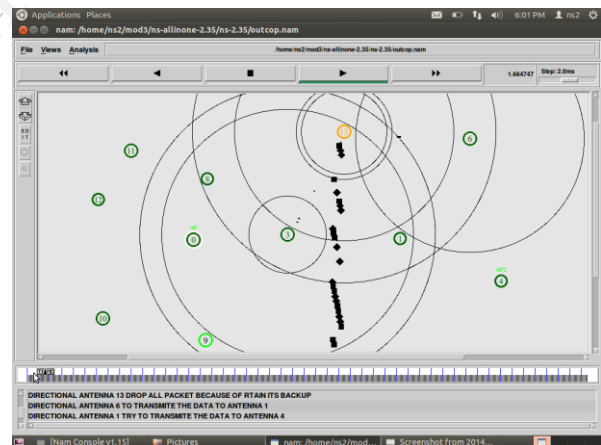 Applications Places 6:01 PM ns2
nam: /home/ns2/mod3/ns-allinone-2.35/ns-2.35/outcop.nam
File Views Analysis /home/ns2/mod3/ns-allinone-2.35/ns-2.35/outcop.nam
1.664747 Step: 2.0ms
ED
IT
13
6
11
8
12
0
3
1
4
10
9
DIRECTIONAL ANTENNA 13 DROP ALL PACKET BECAUSE OF RTAIN ITS BACKUP
DIRECTIONAL ANTENNA 6 TO TRANSMITE THE DATA TO ANTENNA 1
DIRECTIONAL ANTENNA 1 TRY TO TRANSMITE THE DATA TO ANTENNA 4
[Nam Console v1.15] Pictures nam: /home/ns2/mod... Screenshot from 2014...